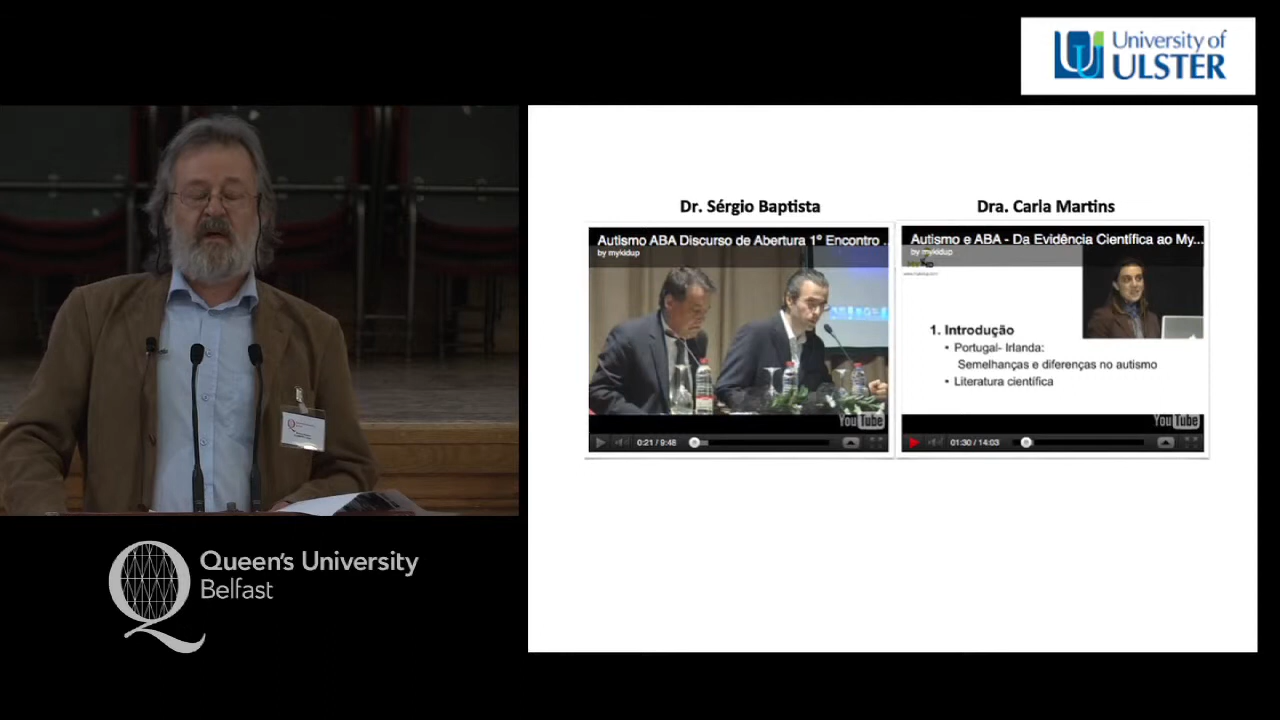 University of
ULSTER
Dr. Sérgio Baptista
Dra. Carla Martins
Autismo ABA Discurso de Abertura 1º Encontro ...
by mykidup
Autismo e ABA - Da Evidência Científica ao My...
by mykidup
1. Introdução
• Portugal- Irlanda:
Semelhanças e diferenças no autismo
• Literatura científica
YouTube
YouTube
0:21 / 9:48
01:30 / 14:03
Queen's University
Belfast